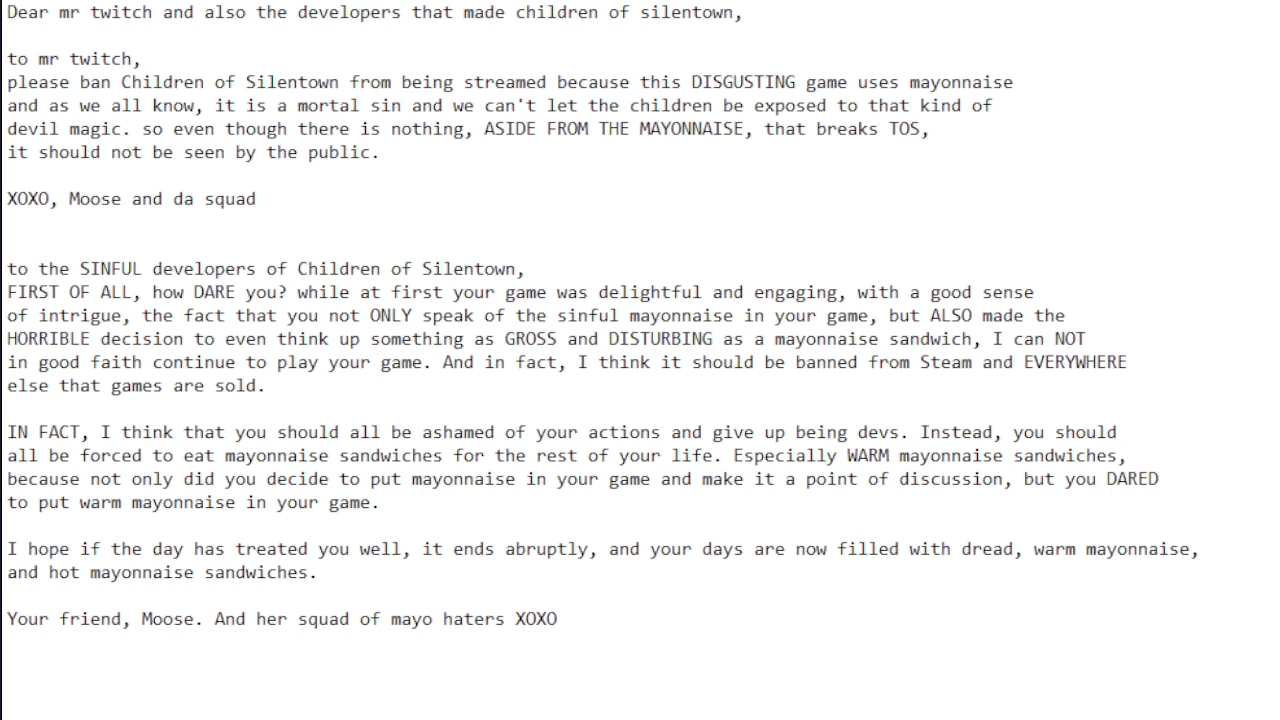 Dear mr twitch and also the developers that made children of silentown,
to mr twitch,
please ban Children of Silentown from being streamed because this DISGUSTING game uses mayonnaise
and as we all know, it is a mortal sin and we can't let the children be exposed to that kind of
devil magic. so even though there is nothing, ASIDE FROM THE MAYONNAISE, that breaks TOS,
it should not be seen by the public.
XOXO, Moose and da squad
to the SINFUL developers of Children of Silentown,
FIRST OF ALL, how DARE you? while at first your game was delightful and engaging, with a good sense
of intrigue, the fact that you not ONLY speak of the sinful mayonnaise in your game, but ALSO made the
HORRIBLE decision to even think up something as GROSS and DISTURBING as a mayonnaise sandwich, I can NOT
in good faith continue to play your game. And in fact, I think it should be banned from Steam and EVERYWHERE
else that games are sold.
IN FACT, I think that you should all be ashamed of your actions and give up being devs. Instead, you should
all be forced to eat mayonnaise sandwiches for the rest of your life. Especially WARM mayonnaise sandwiches,
because not only did you decide to put mayonnaise in your game and make it a point of discussion, but you DARED
to put warm mayonnaise in your game.
I hope if the day has treated you well, it ends abruptly, and your days are now filled with dread, warm mayonnaise,
and hot mayonnaise sandwiches.
Your friend, Moose. And her squad of mayo haters XOXO